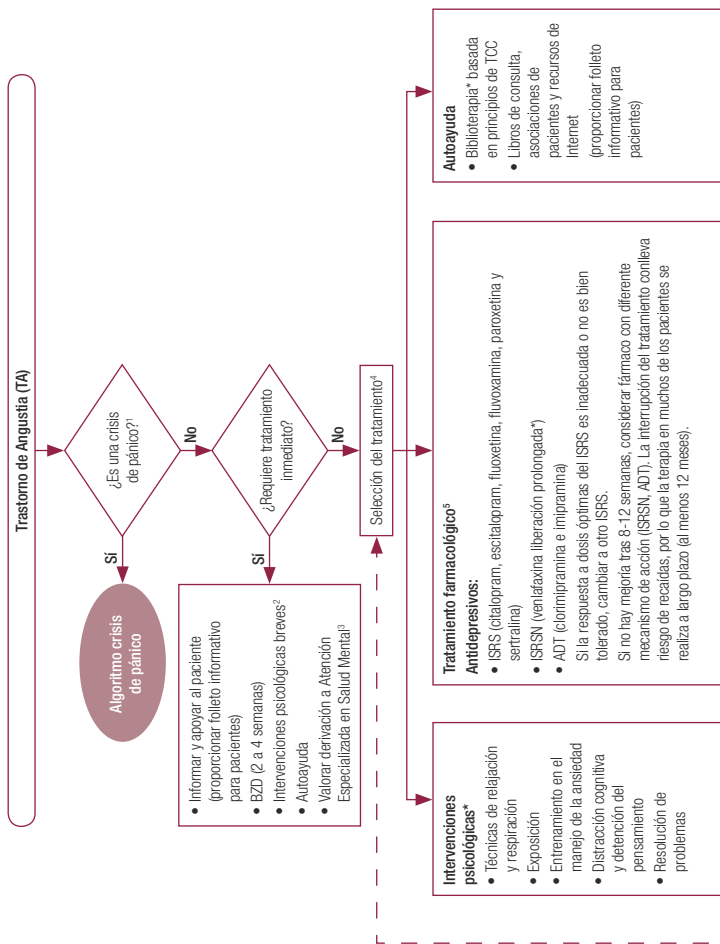 Trastorno de Angustia (TA)
¿Es una crisis
de pánico?¹
Sí
No
Algoritmo crisis
de pánico
¿Requiere tratamiento
inmediato?
Sí
No
• Informar y apoyar al paciente
(proporcionar folleto informativo
para pacientes)
• BZD (2 a 4 semanas)
• Intervenciones psicológicas breves²
• Autoayuda
• Valorar derivación a Atención
Especializada en Salud Mental³
Selección del tratamiento⁴
Intervenciones
psicológicas*
• Técnicas de relajación
y respiración
• Exposición
• Entrenamiento en el
manejo de la ansiedad
• Distracción cognitiva
y detención del
pensamiento
• Resolución de
problemas
Tratamiento farmacológico⁵
Antidepresivos:
• ISRS (citalopram, escitalopram, fluoxetina, fluvoxamina, paroxetina y
sertralina)
• ISRSN (venlafaxina liberación prolongada*)
• ADT (clorimipramina e imipramina)
Si la respuesta a dosis óptimas del ISRS es inadecuada o no es bien
tolerado, cambiar a otro ISRS.
Si no hay mejoría tras 8-12 semanas, considerar fármaco con diferente
mecanismo de acción (ISRSN, ADT). La interrupción del tratamiento conlleva
riesgo de recaídas, por lo que la terapia en muchos de los pacientes se
realiza a largo plazo (al menos 12 meses).
Autoayuda
• Biblioterapia* basada
en principios de TCC
• Libros de consulta,
asociaciones de
pacientes y recursos de
Internet
(proporcionar folleto
informativo para
pacientes)